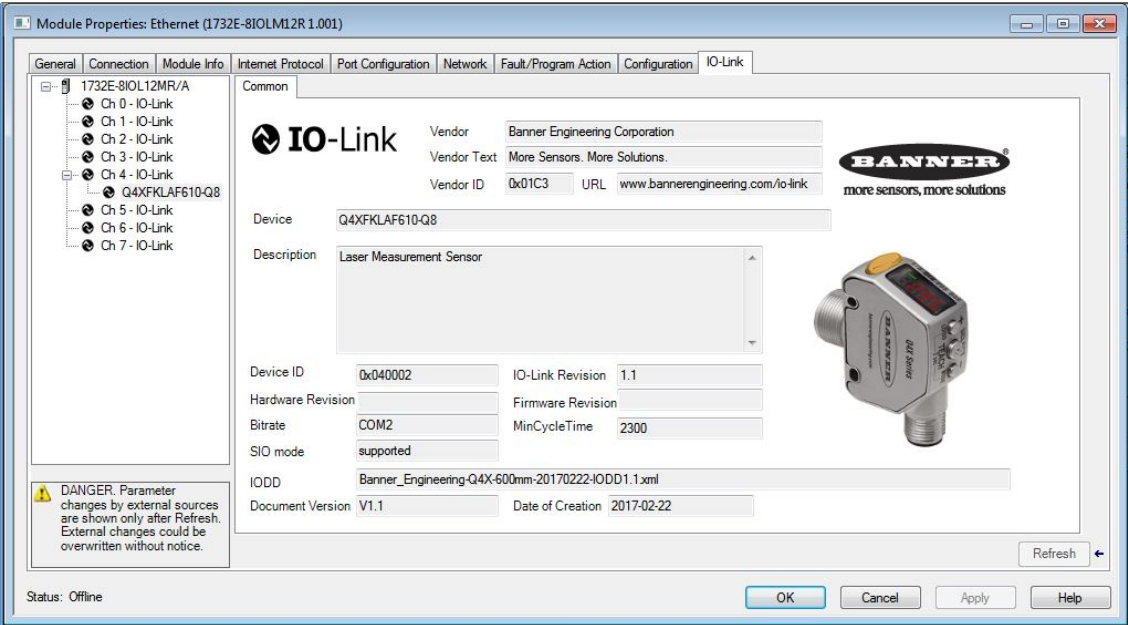 Module Properties: Ethernet (1732E-8IOLM12R 1.001)
General Connection Module Info Internet Protocol Port Configuration Network Fault/Program Action Configuration IO-Link
1732E-8IOL12MR/A
Ch 0 - IO-Link
Ch 1 - IO-Link
Ch 2 - IO-Link
Ch 3 - IO-Link
Ch 4 - IO-Link
Q4XFKLAF610-Q8
Ch 5 - IO-Link
Ch 6 - IO-Link
Ch 7 - IO-Link
DANGER. Parameter
changes by external sources
are shown only after Refresh.
External changes could be
overwritten without notice.
Common
IO-Link
Vendor Banner Engineering Corporation
Vendor Text More Sensors. More Solutions.
Vendor ID 0x01C3 URL www.bannerengineering.com/io-link
BANNER®
more sensors, more solutions
Device Q4XFKLAF610-Q8
Description Laser Measurement Sensor
BANNER
Q4X Series
Device ID 0x040002 IO-Link Revision 1.1
Hardware Revision Firmware Revision
Bitrate COM2 MinCycleTime 2300
SIO mode supported
IODD Banner_Engineering-Q4X-600mm-20170222-IODD1.1.xml
Document Version V1.1 Date of Creation 2017-02-22
Refresh
Status: Offline
OK Cancel Apply Help